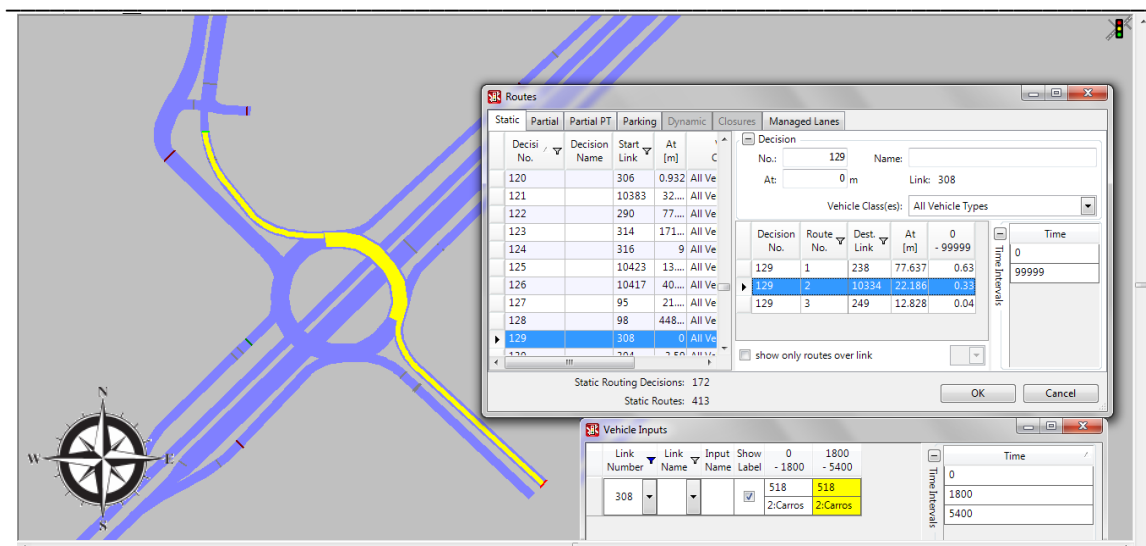 Routes
Static Partial Partial PT Parking Dynamic Closures Managed Lanes
Decisi No. Decision Name Start Link At [m]
120 306 0.932 All Ve
121 10383 32.... All Ve
122 290 77.... All Ve
123 314 171... All Ve
124 316 9 All Ve
125 10423 13.... All Ve
126 10417 40.... All Ve
127 95 21.... All Ve
128 98 448... All Ve
129 308 0 All Ve
Static Routing Decisions: 172
Static Routes: 413
Decision
No.: 129 Name:
At: 0 m Link: 308
Vehicle Class(es): All Vehicle Types
Decision No. Route No. Dest. Link At [m] 0 - 99999
129 1 238 77.637 0.63
129 2 10334 22.186 0.33
129 3 249 12.828 0.04
Time Intervals
Time
0
99999
show only routes over link
OK Cancel
Vehicle Inputs
Link Number Link Name Input Name Show Label 0 - 1800 1800 - 5400
308 518 518
2:Carros 2:Carros
Time Intervals
Time
0
1800
5400
N
W E
S